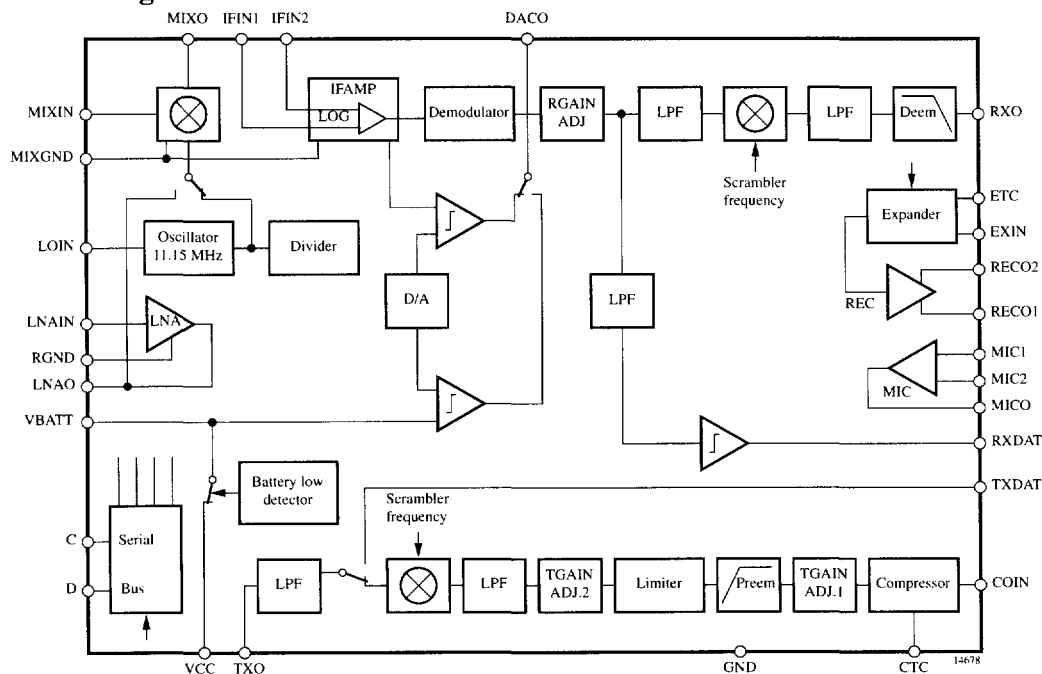 g
MIXO IFIN1 IFIN2 DACO
IFAMP
LOG
MIXIN
Demodulator
RGAIN
ADJ
LPF
LPF
Deem
RXO
MIXGND
Scrambler
frequency
ETC
Expander
EXIN
LOIN
Oscillator
11.15 MHz
Divider
RECO2
D/A
LPF
REC
RECO1
LNAIN
LNA
RGND
MIC1
MIC2
MIC
LNAO
MICO
VBATT
RXDAT
Battery low
detector
Scrambler
frequency
TXDAT
C
Serial
D
Bus
LPF
LPF
TGAIN
ADJ.2
Limiter
Preem
TGAIN
ADJ.1
Compressor
COIN
VCC TXO GND CTC
14678